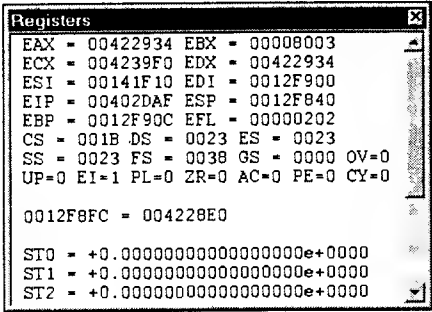 Registers
EAX = 00422934 EBX = 00008003
ECX = 004239F0 EDX = 00422934
ESI = 00141F10 EDI = 0012F900
EIP = 00402DAF ESP = 0012F840
EBP = 0012F90C EFL = 00000202
CS = 001B DS = 0023 ES = 0023
SS = 0023 FS = 0038 GS = 0000 OV=0
UP=0 EI=1 PL=0 ZR=0 AC=0 PE=0 CY=0
0012F8FC = 004228E0
ST0 = +0.00000000000000000e+0000
ST1 = +0.00000000000000000e+0000
ST2 = +0.00000000000000000e+0000